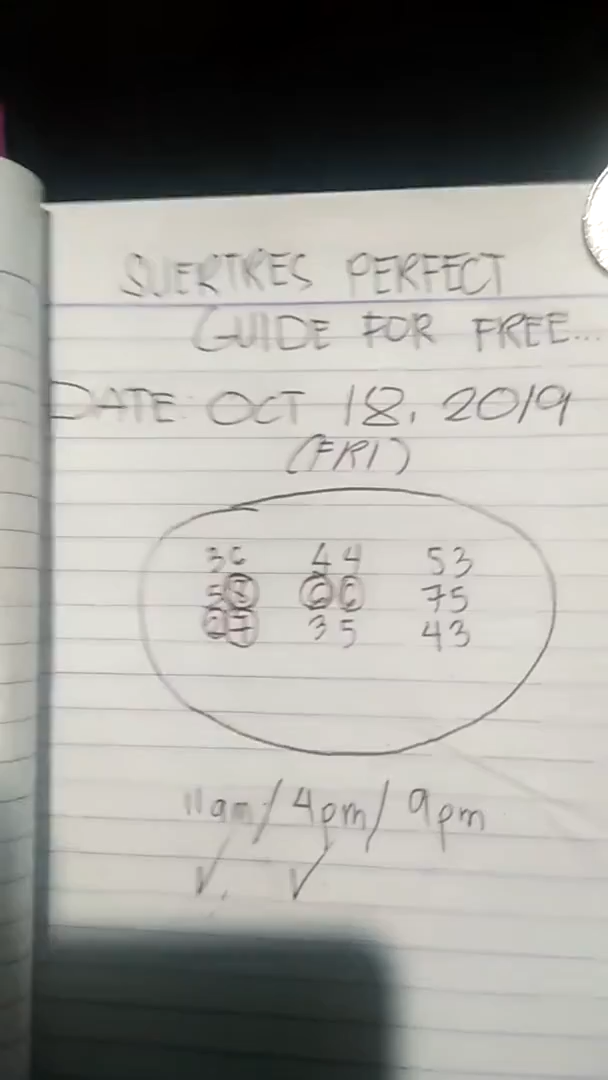 SUERTRES PERFECT
GUIDE FOR FREE...
DATE: OCT 18, 2019
(FRI)
36 44 53
58 66 75
27 35 43
11am/4pm/9pm